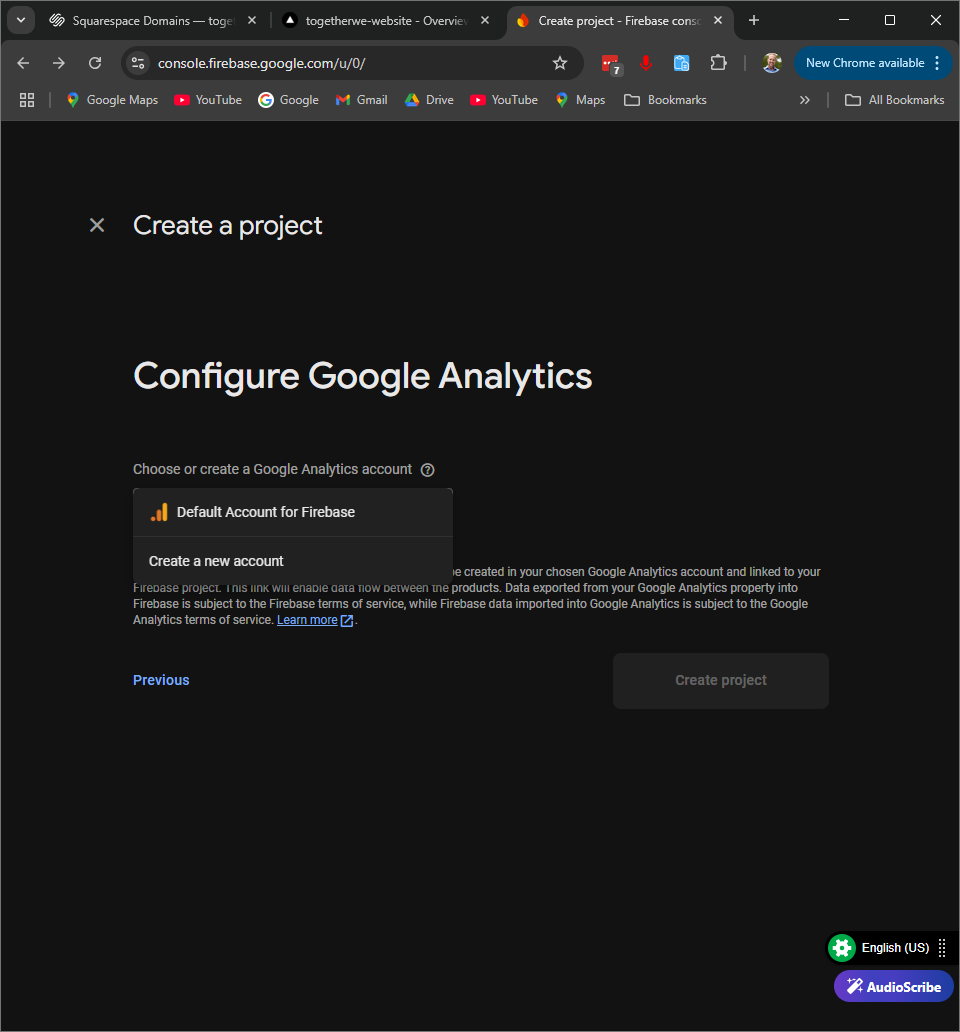 Squarespace Domains — toge
togetherwe-website - Overview
Create project - Firebase conso
console.firebase.google.com/u/0/
7
New Chrome available
Google Maps
YouTube
Google
Gmail
Drive
YouTube
Maps
Bookmarks
All Bookmarks
Create a project
Configure Google Analytics
Choose or create a Google Analytics account
Default Account for Firebase
Create a new account
be created in your chosen Google Analytics account and linked to your
Firebase project. This link will enable data flow between the products. Data exported from your Google Analytics property into
Firebase is subject to the Firebase terms of service, while Firebase data imported into Google Analytics is subject to the Google
Analytics terms of service. Learn more.
Previous
Create project
English (US)
AudioScribe